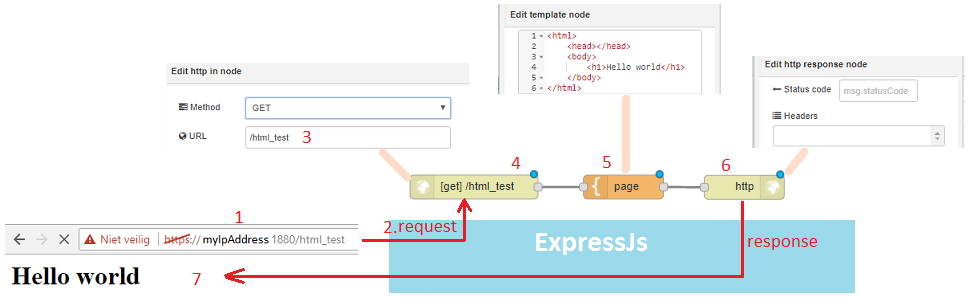 Edit template node
1 <html>
2 <head></head>
3 <body>
4 <h1>Hello world</h1>
5 </body>
6 </html>
Edit http in node
Method GET
URL /html_test 3
Edit http response node
Status code msg.statusCode
Headers
4 5 6
[get] /html_test { page http
1
2.request
Niet veilig https:// myIpAddress 1880/html_test
ExpressJs
response
Hello world 7